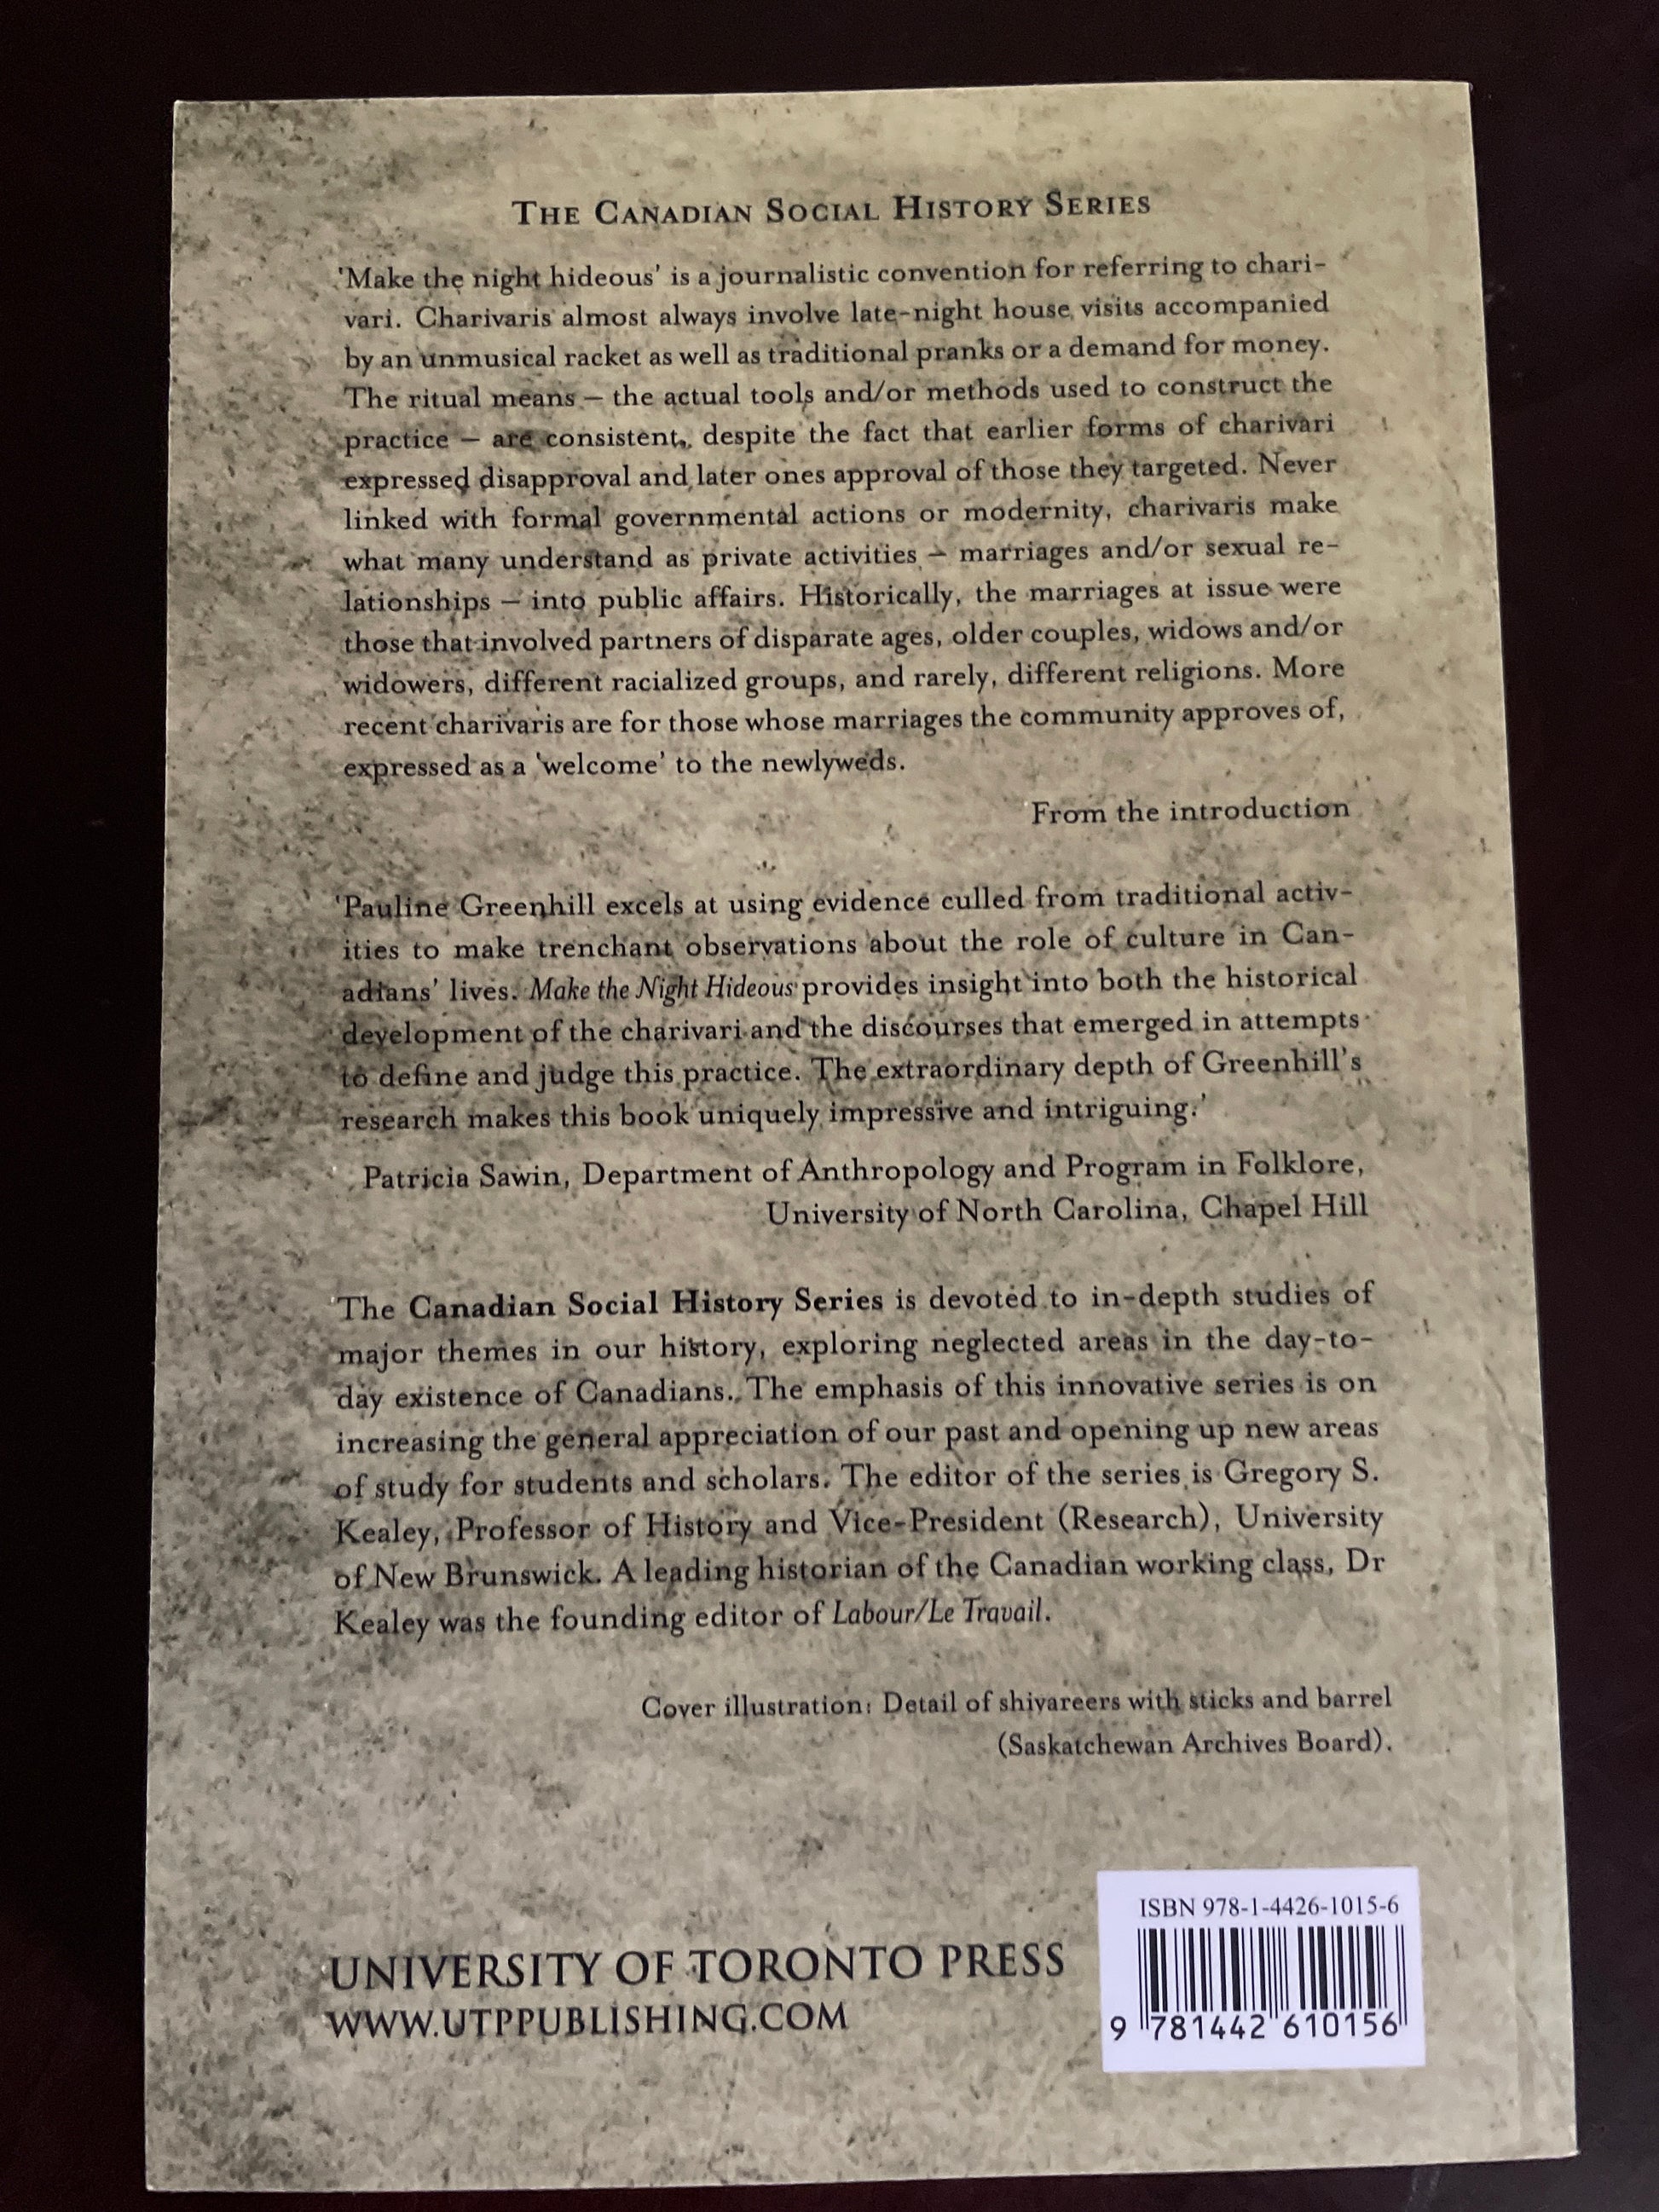 THE CANADIAN SOCIAL HISTORY SERIES
'Make the night hideous' is a journalistic convention for referring to chari-
vari. Charivaris almost always involve late-night house visits accompanied
by an unmusical racket as well as traditional pranks or a demand for money.
The ritual means – the actual tools and/or methods used to construct the
practice – are consistent, despite the fact that earlier forms of charivari
expressed disapproval and later ones approval of those they targeted. Never
linked with formal governmental actions or modernity, charivaris make
what many understand as private activities – marriages and/or sexual re-
lationships – into public affairs. Historically, the marriages at issue were
those that involved partners of disparate ages, older couples, widows and/or
widowers, different racialized groups, and rarely, different religions. More
recent charivaris are for those whose marriages the community approves of,
expressed as a 'welcome' to the newlyweds.
From the introduction
'Pauline Greenhill excels at using evidence culled from traditional activ-
ities to make trenchant observations about the role of culture in Can-
adians' lives. Make the Night Hideous provides insight into both the historical
development of the charivari and the discourses that emerged in attempts
to define and judge this practice. The extraordinary depth of Greenhill's
research makes this book uniquely impressive and intriguing.'
Patricia Sawin, Department of Anthropology and Program in Folklore,
University of North Carolina, Chapel Hill
The Canadian Social History Series is devoted to in-depth studies of
major themes in our history, exploring neglected areas in the day-to-
day existence of Canadians. The emphasis of this innovative series is on
increasing the general appreciation of our past and opening up new areas
of study for students and scholars. The editor of the series is Gregory S.
Kealey, Professor of History and Vice-President (Research), University
of New Brunswick. A leading historian of the Canadian working class, Dr
Kealey was the founding editor of Labour/Le Travail.
Cover illustration: Detail of shivareers with sticks and barrel
(Saskatchewan Archives Board).
UNIVERSITY OF TORONTO PRESS
WWW.UTPPUBLISHING.COM
ISBN 978-1-4426-1015-6
9 781442 610156